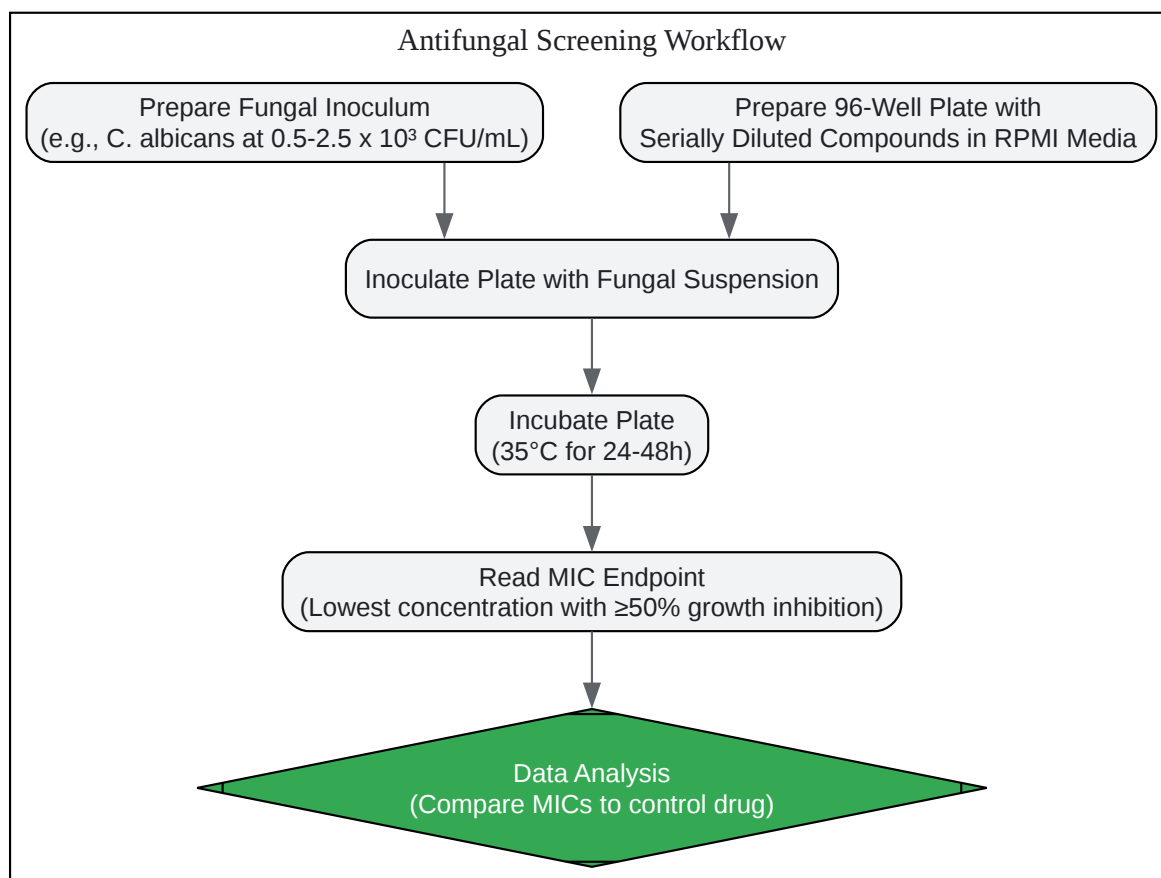 Antifungal Screening Workflow
Prepare Fungal Inoculum
(e.g., C. albicans at 0.5-2.5 x 10³ CFU/mL)
Prepare 96-Well Plate with
Serially Diluted Compounds in RPMI Media
Inoculate Plate with Fungal Suspension
Incubate Plate
(35°C for 24-48h)
Read MIC Endpoint
(Lowest concentration with ≥50% growth inhibition)
Data Analysis
(Compare MICs to control drug)